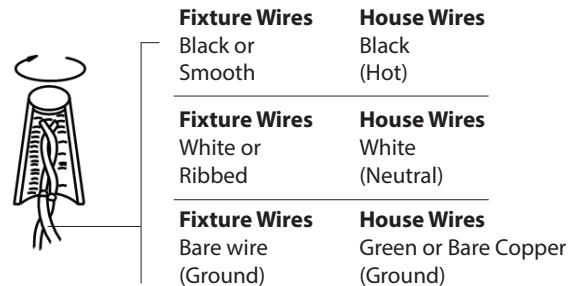 Fixture Wires House Wires
Black or Black
Smooth (Hot)
Fixture Wires House Wires
White or White
Ribbed (Neutral)
Fixture Wires House Wires
Bare wire Green or Bare Copper
(Ground) (Ground)